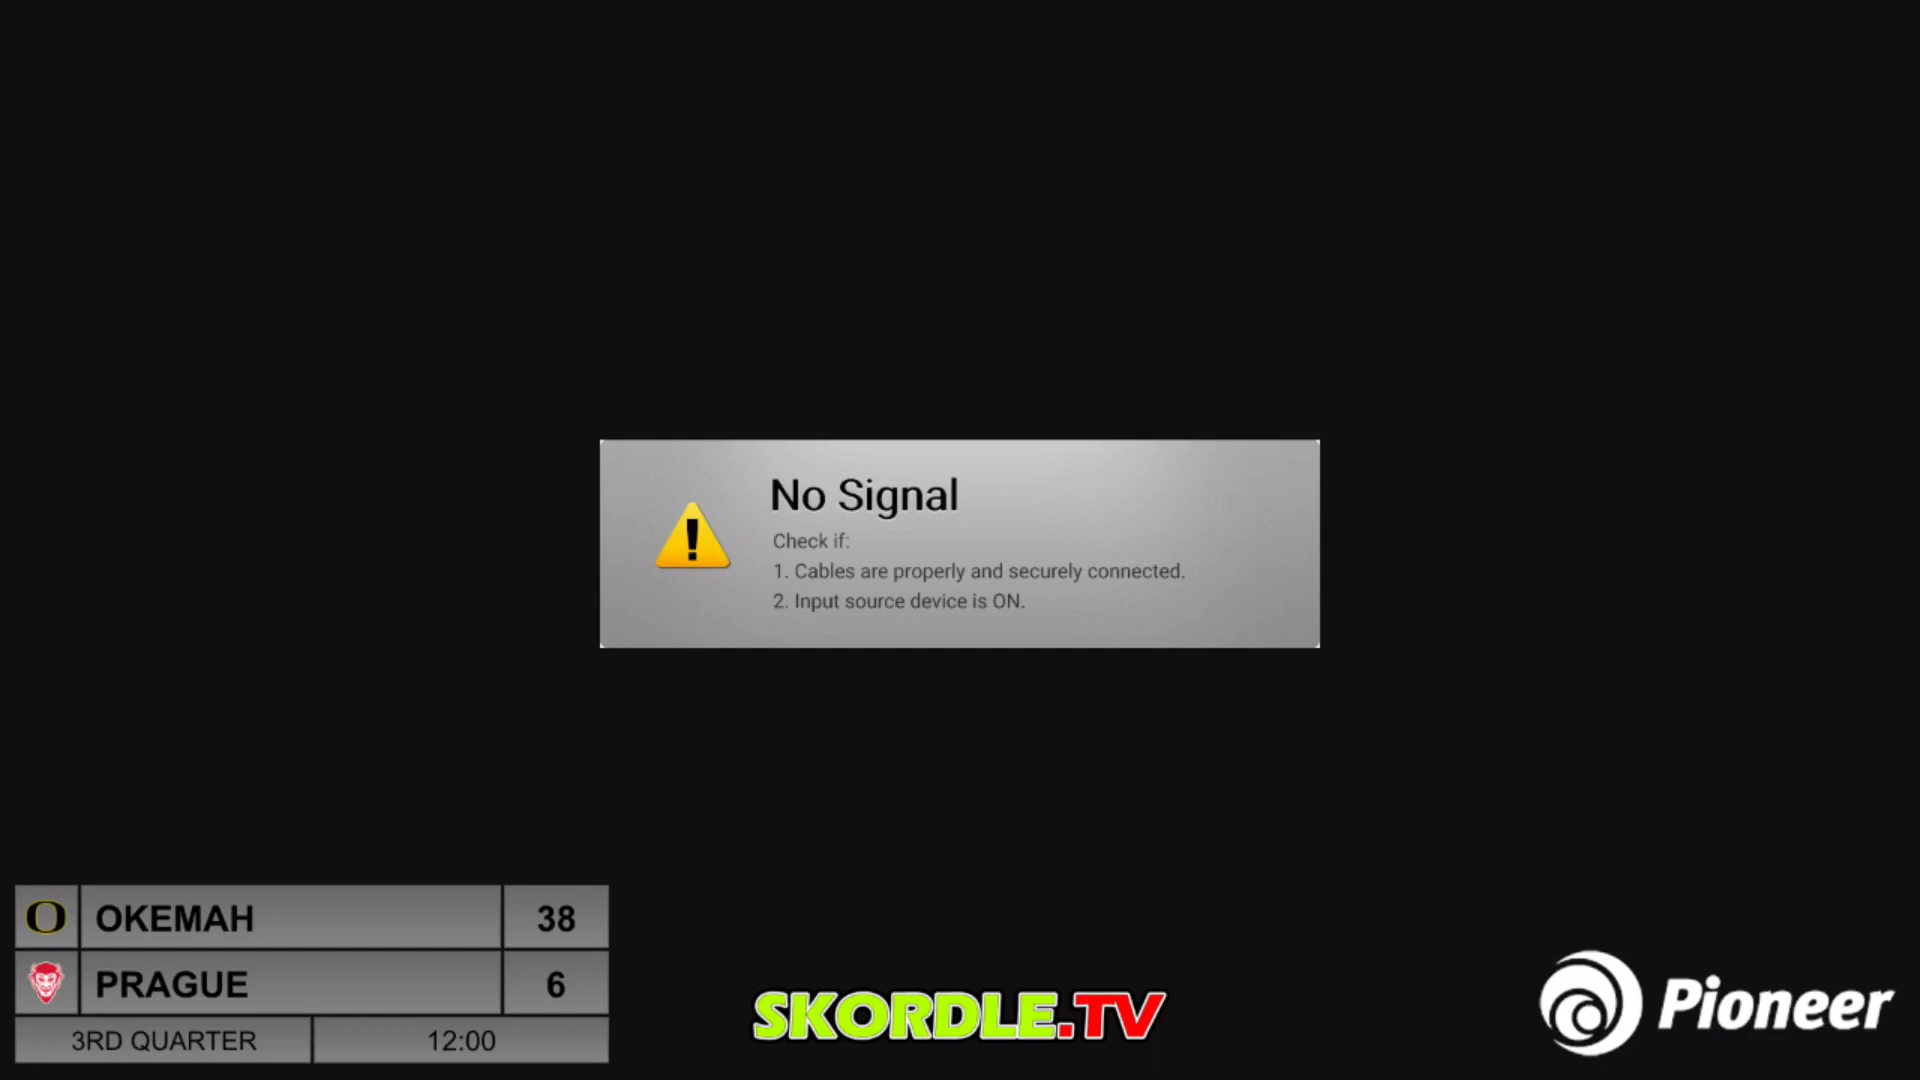 No Signal
Check if:
1. Cables are properly and securely connected.
2. Input source device is ON.
O OKEMAH 38
PRAGUE 6
3RD QUARTER 12:00
SKORDLE.TV
Pioneer